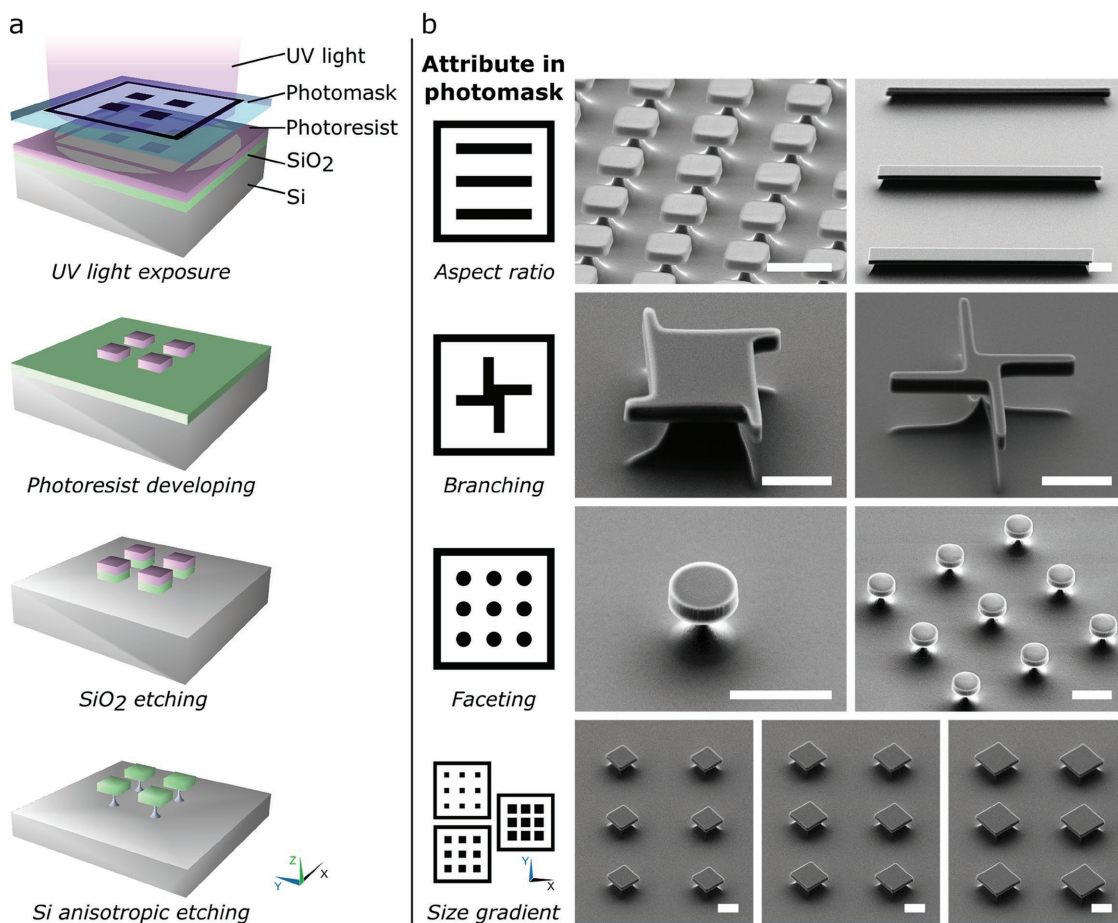 a
UV light
Photomask
Photoresist
SiO2
Si
UV light exposure
Photoresist developing
SiO2 etching
Si anisotropic etching
Z
Y
X
b
Attribute in
photomask
Aspect ratio
Branching
Faceting
Y
X
Size gradient